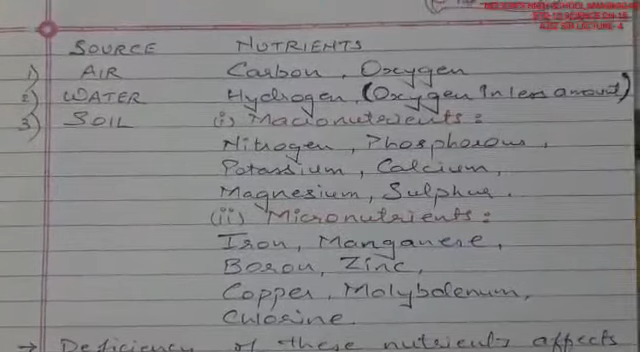 SOURCE NUTRIENTS
1) AIR Carbon, Oxygen
2) WATER Hydrogen, (Oxygen In less amount)
3) SOIL (i) Macronutrients:
Nitrogen, Phosphorous,
Potassium, Calcium,
Magnesium, Sulphur.
(ii) Micronutrients:
Iron, Manganese,
Boron, Zinc,
Copper, Molybdenum,
Chlorine.
→ Deficiency of these nutrients affects